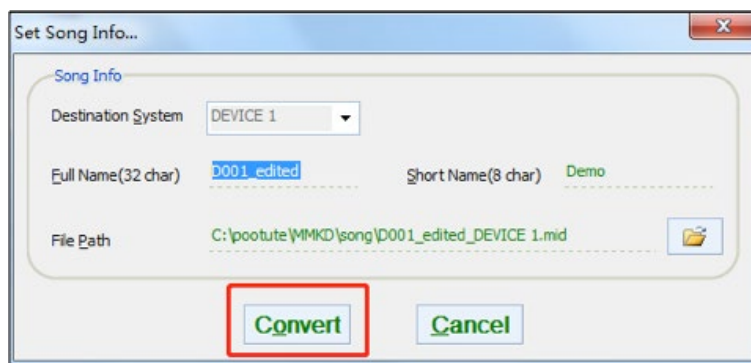 Set Song Info...
Song Info
Destination System DEVICE 1
Full Name(32 char) D001_edited Short Name(8 char) Demo
File Path C:\pootute\MMKD\song\D001_edited_DEVICE 1.mid
Convert Cancel